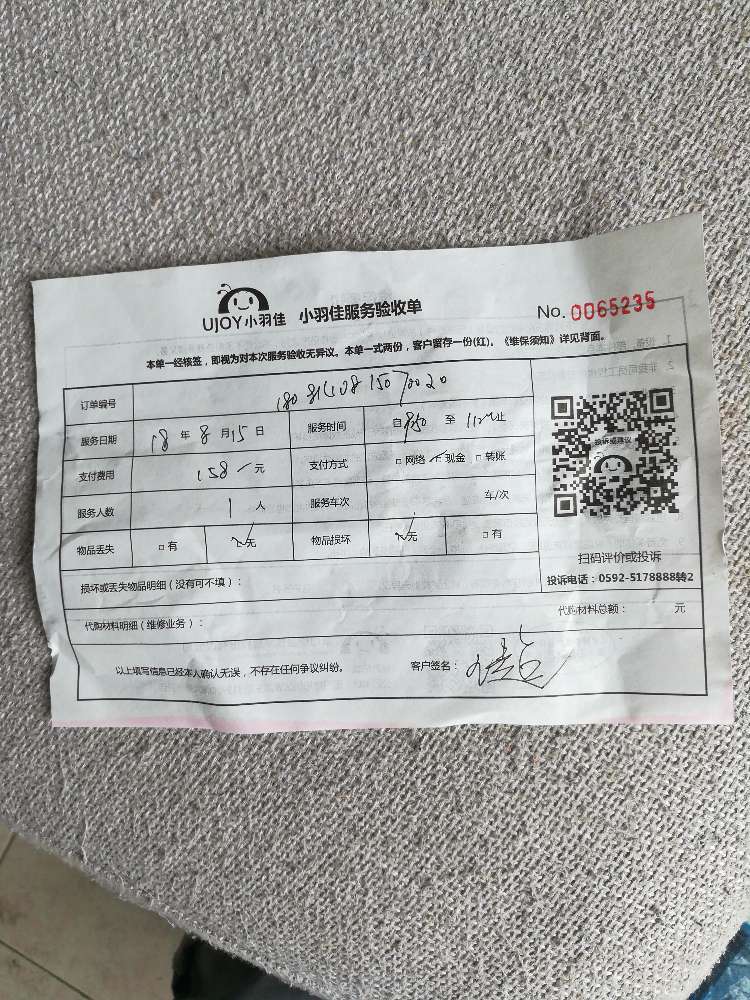 UJOY小羽佳 小羽佳服务验收单 No. 0065235
本单一经核签，即视为对本次服务验收无异议。本单一式两份，客户留存一份(红)。《维保须知》详见背面。
订单编号
服务日期 18 年 8 月 15 日 服务时间 自 850 至 止
支付费用 158 元 支付方式 □网络 ☑现金 □转账
服务人数 1 人 服务车次 车/次
物品丢失 □有 ☑无 物品损坏 ☑无 □有
损坏或丢失物品明细（没有可不填）：
代购材料明细（维修业务）： 代购材料总额： 元
以上填写信息已经本人确认无误，不存在任何争议纠纷。 客户签名：
投诉或建议
扫码评价或投诉
投诉电话：0592-5178888转2